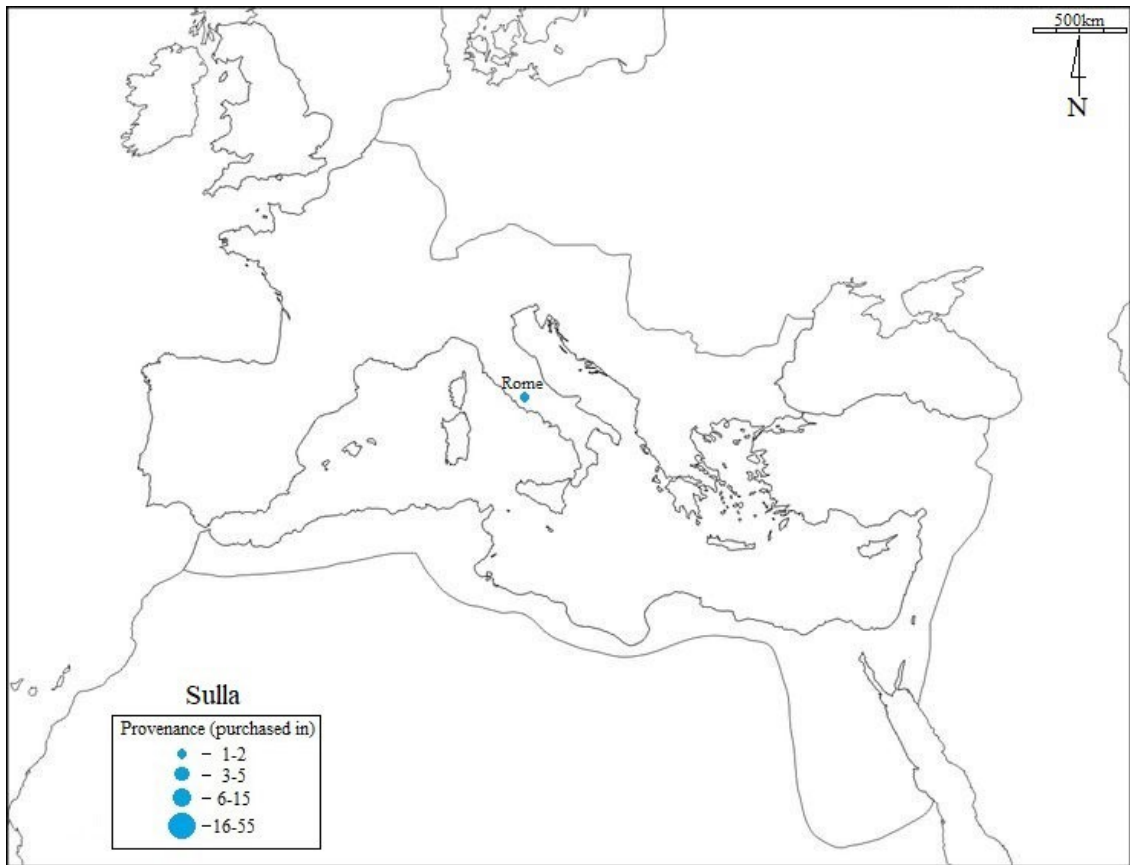 500km
N
Rome
Sulla
Provenance (purchased in)
– 1-2
– 3-5
– 6-15
–16-55